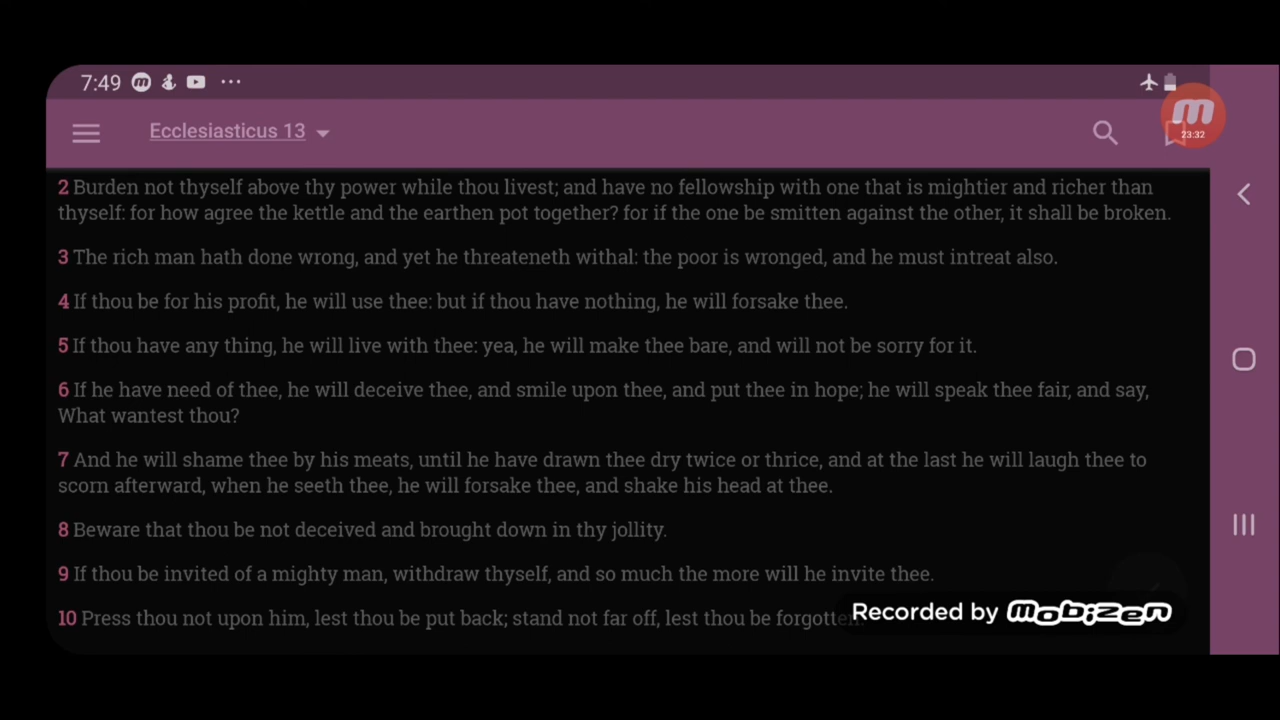 7:49
Ecclesiasticus 13
23:32
2 Burden not thyself above thy power while thou livest; and have no fellowship with one that is mightier and richer than
thyself: for how agree the kettle and the earthen pot together? for if the one be smitten against the other, it shall be broken.
3 The rich man hath done wrong, and yet he threateneth withal: the poor is wronged, and he must intreat also.
4 If thou be for his profit, he will use thee: but if thou have nothing, he will forsake thee.
5 If thou have any thing, he will live with thee: yea, he will make thee bare, and will not be sorry for it.
6 If he have need of thee, he will deceive thee, and smile upon thee, and put thee in hope; he will speak thee fair, and say,
What wantest thou?
7 And he will shame thee by his meats, until he have drawn thee dry twice or thrice, and at the last he will laugh thee to
scorn afterward, when he seeth thee, he will forsake thee, and shake his head at thee.
8 Beware that thou be not deceived and brought down in thy jollity.
9 If thou be invited of a mighty man, withdraw thyself, and so much the more will he invite thee.
10 Press thou not upon him, lest thou be put back; stand not far off, lest thou be forgotten.
Recorded by mobizen